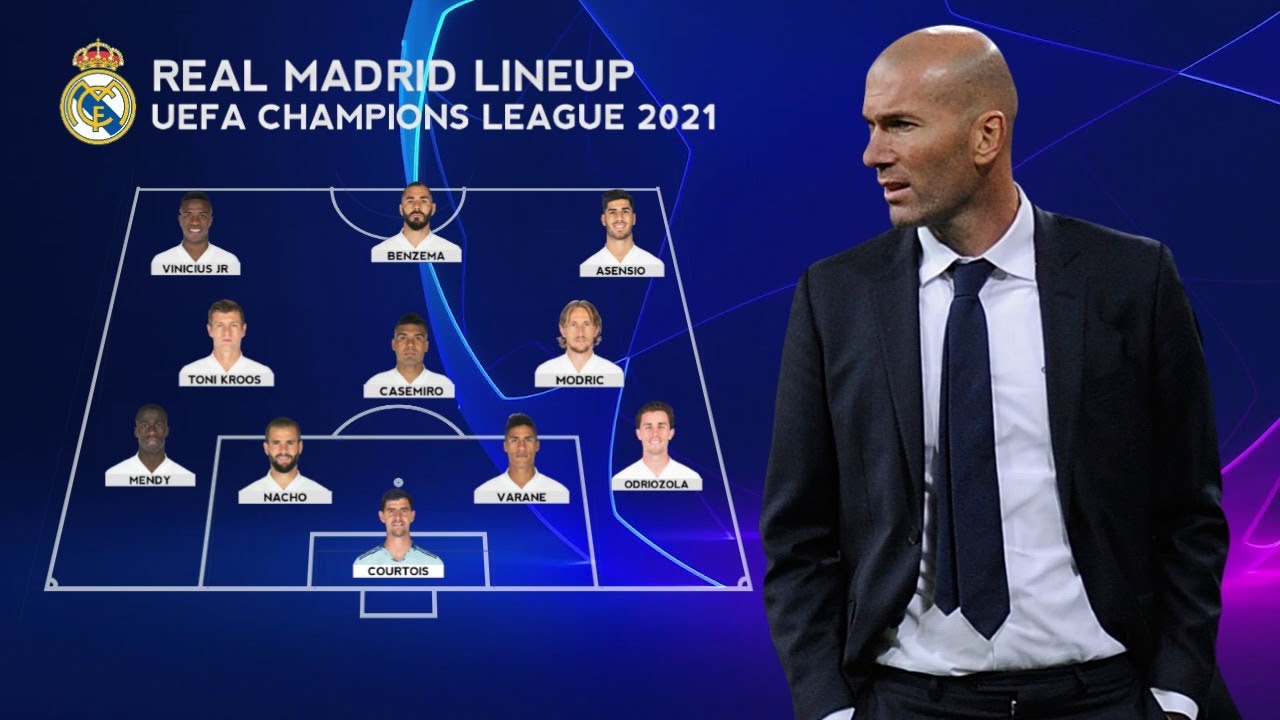 REAL MADRID LINEUP
UEFA CHAMPIONS LEAGUE 2021
VINICIUS JR
BENZEMA
ASENSIO
TONI KROOS
CASEMIRO
MODRIC
MENDY
NACHO
VARANE
ODRIOZOLA
COURTOIS